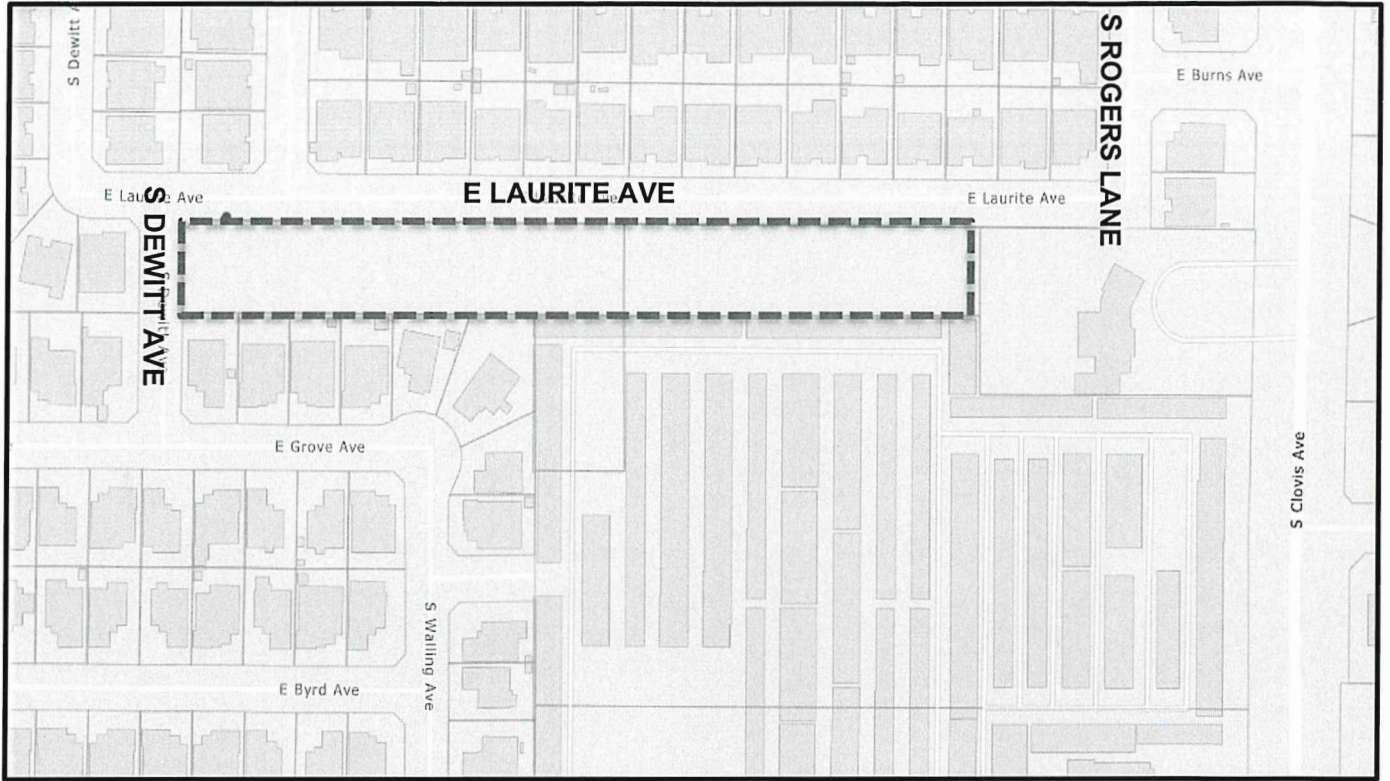 S Dewitt A
S ROGERS LANE
E Burns Ave
E Laurite Ave
S DEWITT AVE
E LAURITE AVE
E Laurite Ave
E Grove Ave
S Clovis Ave
S Walling Ave
E Byrd Ave